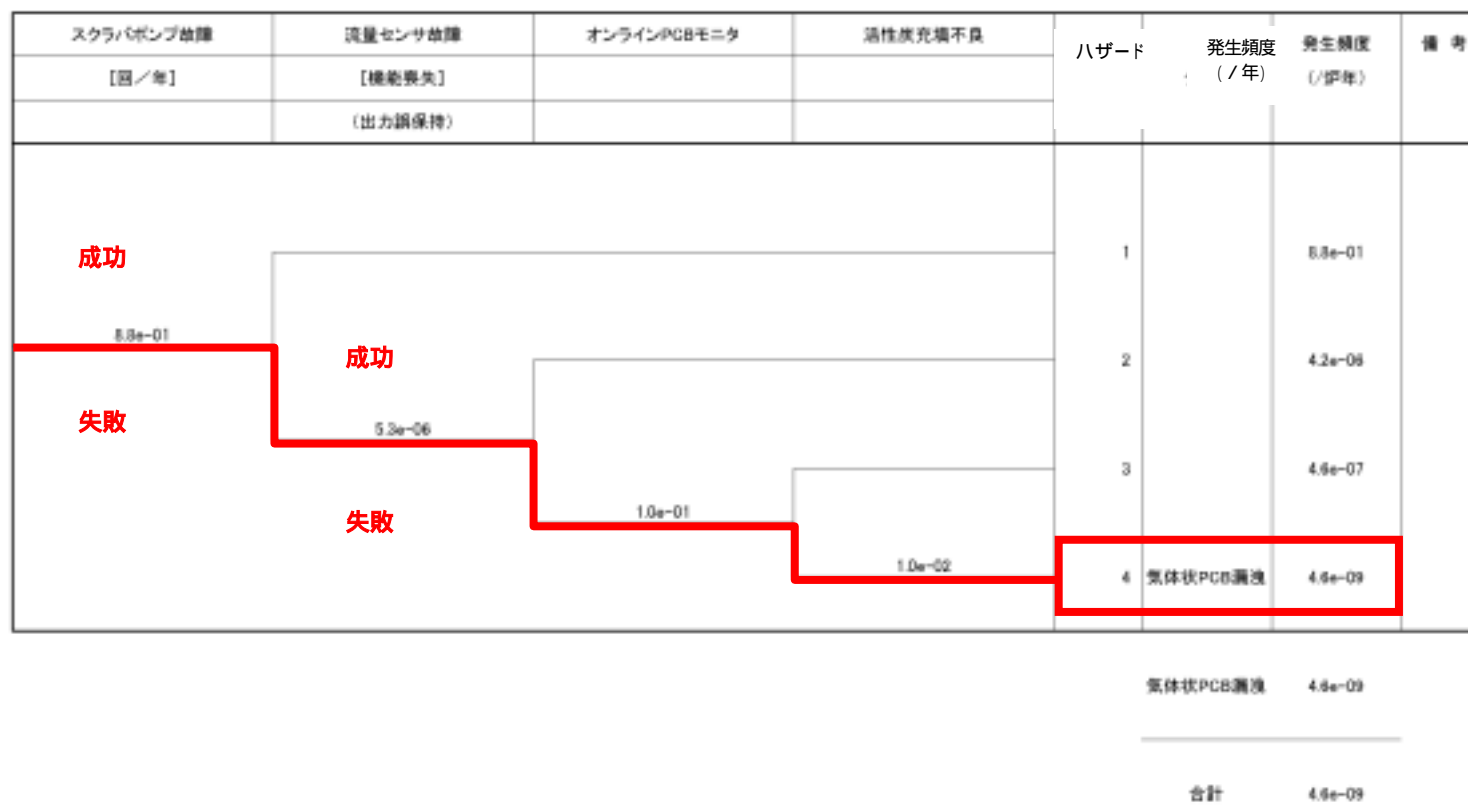 スクラバポンプ故障 流量センサ故障 オンラインPCBモニタ 活性炭充填不良 ハザード 発生頻度 発生頻度 備 考
[回／年] [機能喪失] (/年) (/炉年)
(出力誤保持)
成功 1 8.8e-01
8.8e-01 成功 2 4.2e-06
失敗 5.3e-06
3 4.6e-07
失敗 1.0e-01
1.0e-02
4 気体状PCB漏洩 4.6e-09
気体状PCB漏洩 4.6e-09
合計 4.6e-09